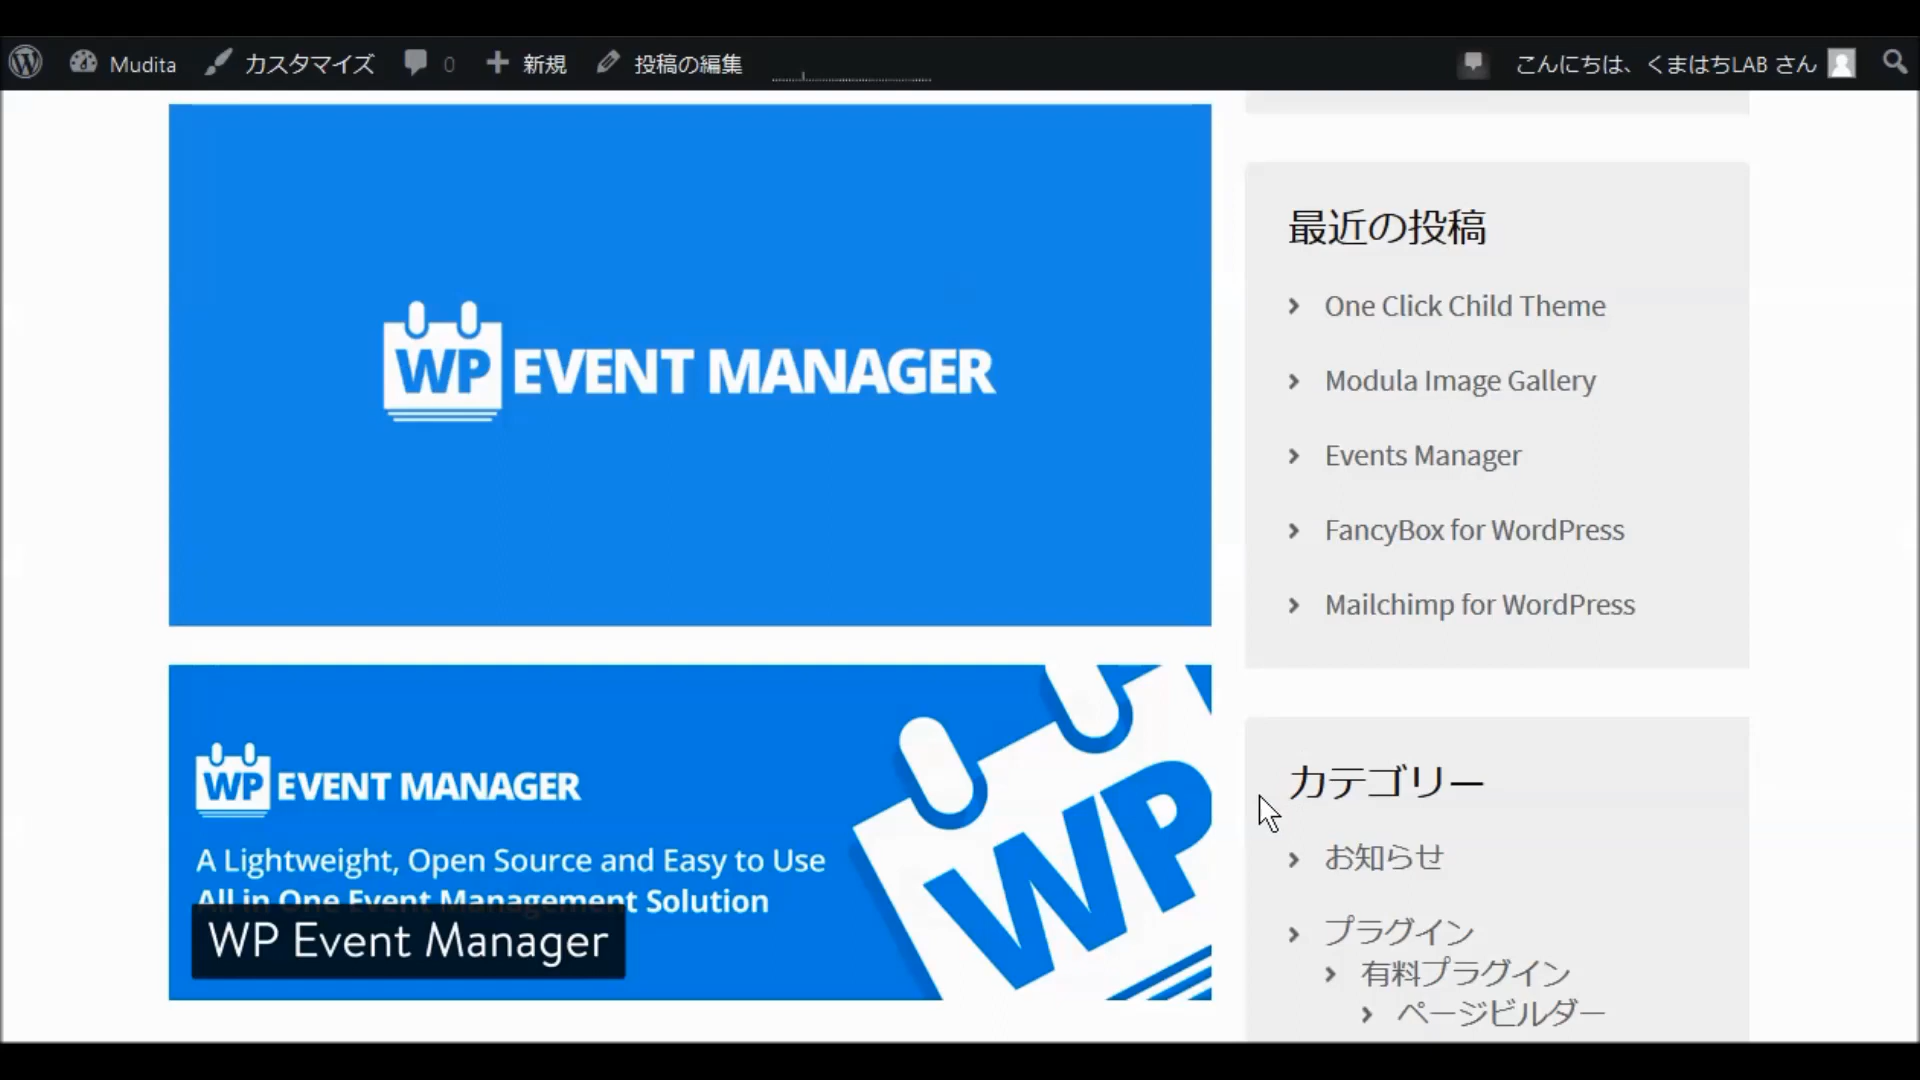 Mudita カスタマイズ 0 新規 投稿の編集 こんにちは、くまはちLAB さん
WP EVENT MANAGER
WP EVENT MANAGER
A Lightweight, Open Source and Easy to Use
All in One Event Management Solution
WP Event Manager
WP
最近の投稿
One Click Child Theme
Modula Image Gallery
Events Manager
FancyBox for WordPress
Mailchimp for WordPress
カテゴリー
お知らせ
プラグイン
有料プラグイン
ページビルダー